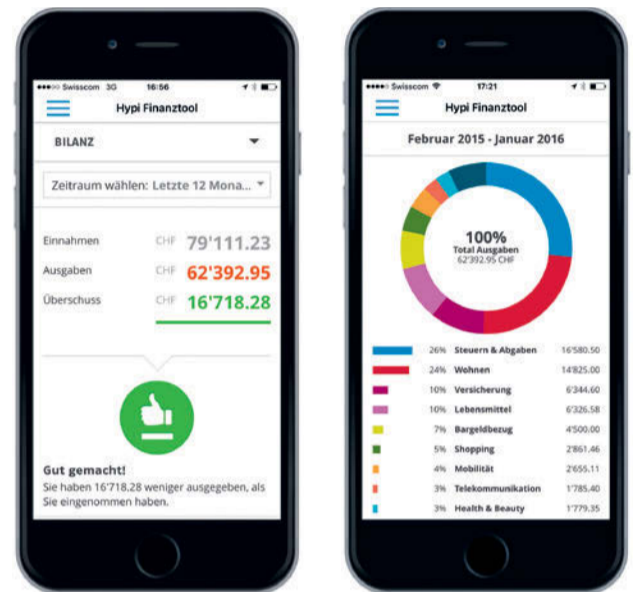 Swisscom 3G 16:56
Hypi Finanztool
BILANZ
Zeitraum wählen: Letzte 12 Mona...
Einnahmen CHF 79'111.23
Ausgaben CHF 62'392.95
Überschuss CHF 16'718.28
Gut gemacht!
Sie haben 16'718.28 weniger ausgegeben, als
Sie eingenommen haben.
Swisscom 17:21
Hypi Finanztool
Februar 2015 - Januar 2016
100%
Total Ausgaben
62'392.95 CHF
26% Steuern & Abgaben 16'580.50
24% Wohnen 14'825.00
10% Versicherung 6'344.60
10% Lebensmittel 6'326.58
7% Bargeldbezug 4'500.00
5% Shopping 2'861.46
4% Mobilität 2'655.11
3% Telekommunikation 1'785.40
3% Health & Beauty 1'779.35